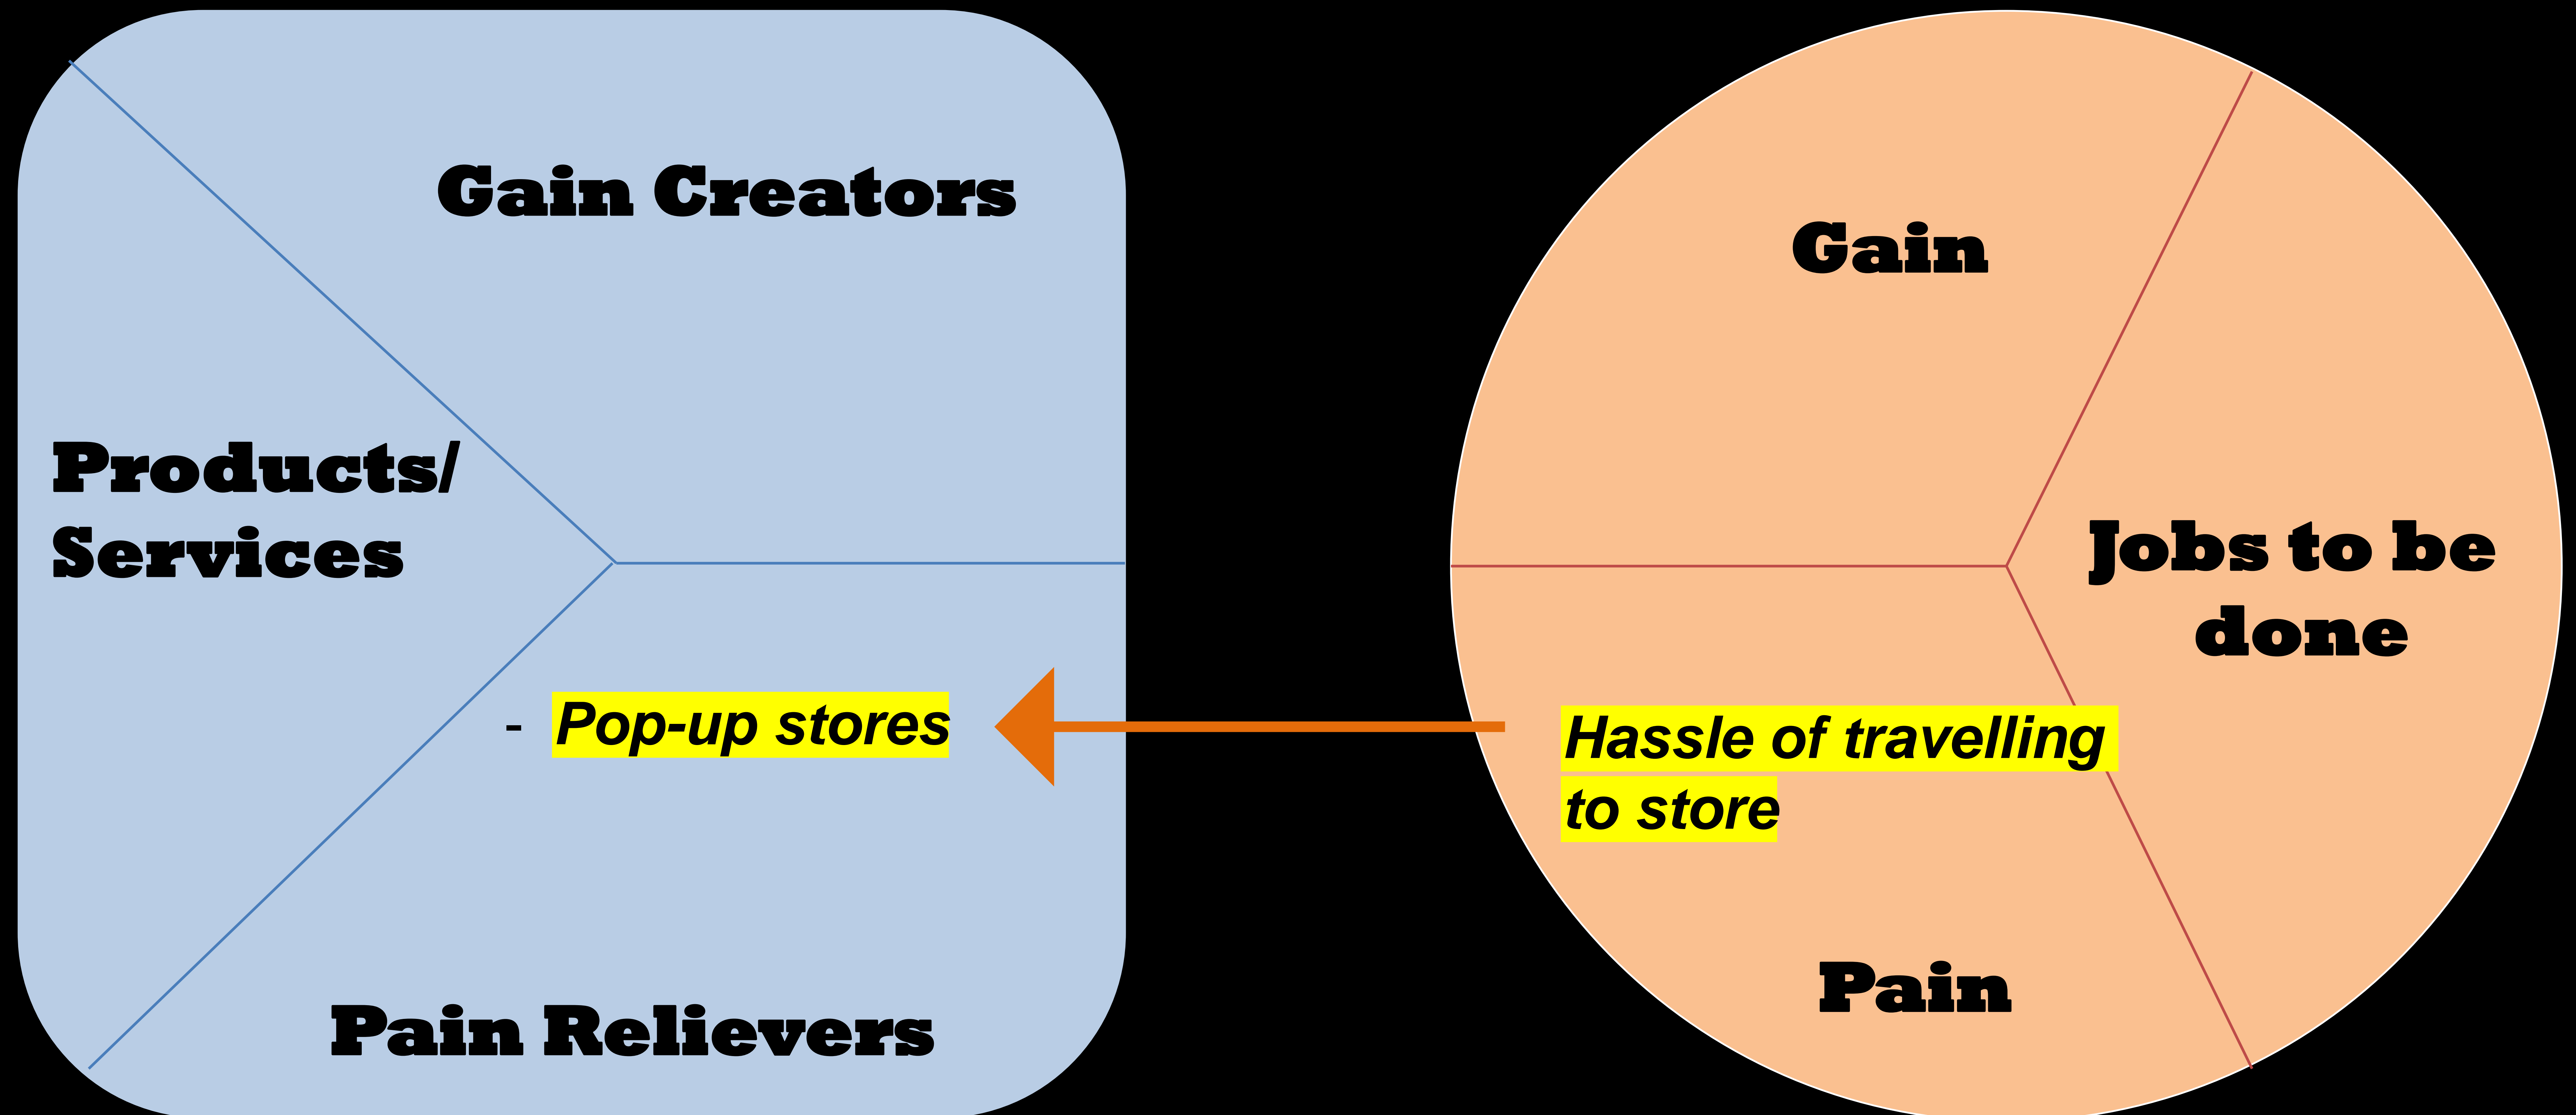 Gain Creators
Products/
Services
- Pop-up stores
Pain Relievers
Gain
Jobs to be
done
Hassle of travelling
to store
Pain